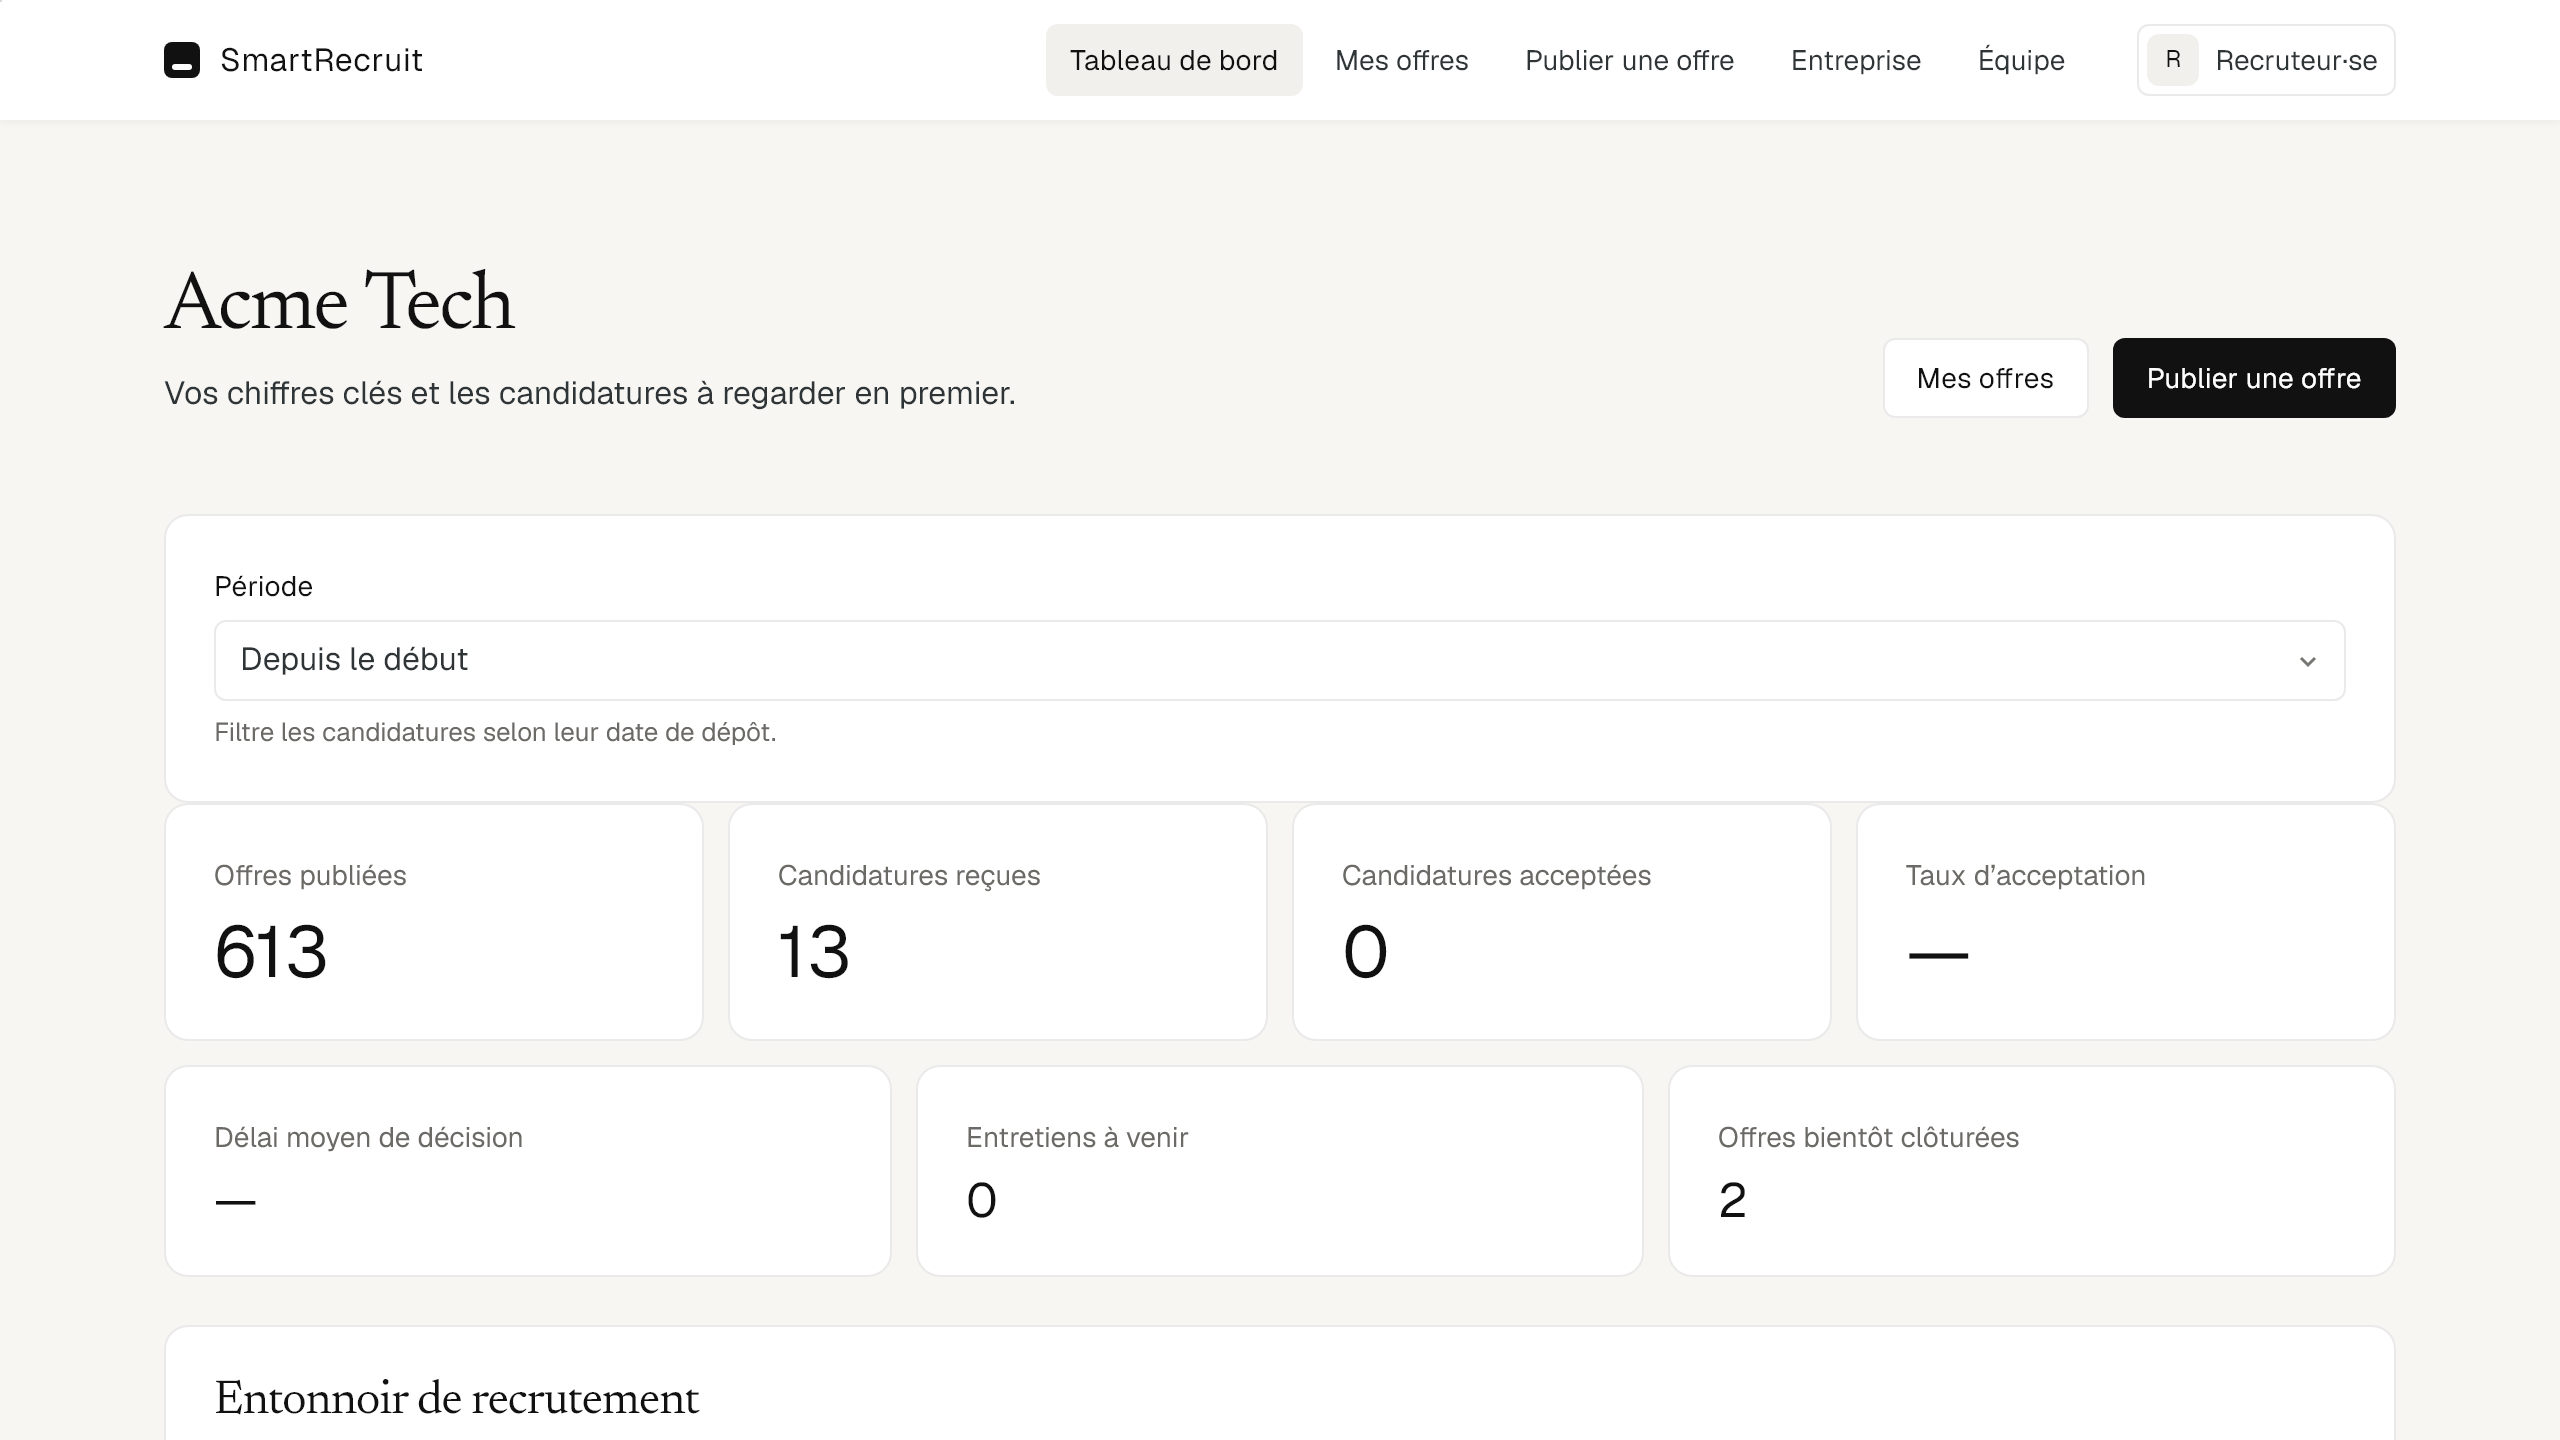 SmartRecruit
Tableau de bord
Mes offres
Publier une offre
Entreprise
Équipe
R
Recruteur·se
Acme Tech
Vos chiffres clés et les candidatures à regarder en premier.
Mes offres
Publier une offre
Période
Depuis le début
Filtre les candidatures selon leur date de dépôt.
Offres publiées
613
Candidatures reçues
13
Candidatures acceptées
0
Taux d’acceptation
—
Délai moyen de décision
—
Entretiens à venir
0
Offres bientôt clôturées
2
Entonnoir de recrutement